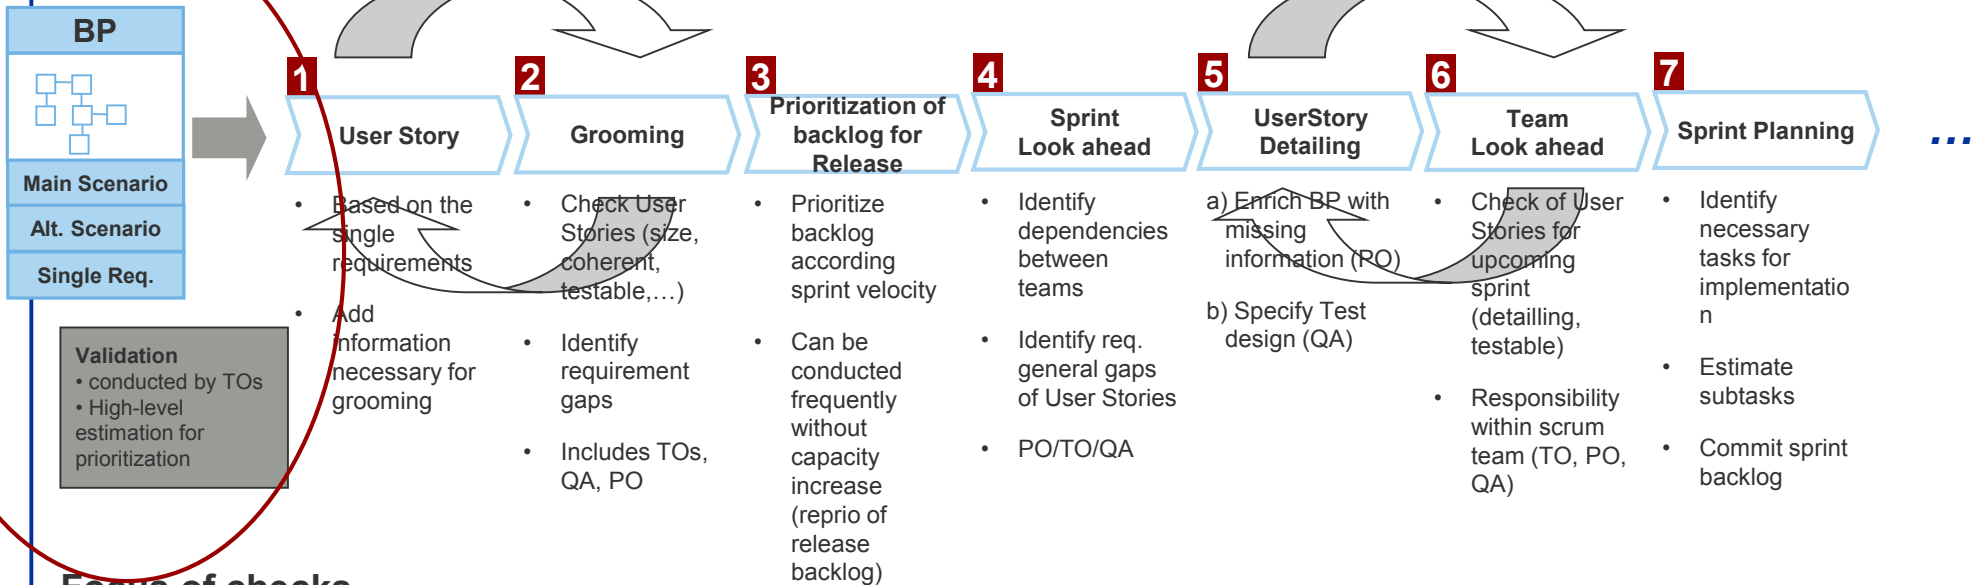 BP
Main Scenario
Alt. Scenario
Single Req.
Validation
• conducted by TOs
• High-level
estimation for
prioritization
1
User Story
• Based on the
single
requirements
• Add
information
necessary for
grooming
2
Grooming
• Check User
Stories (size,
coherent,
testable,…)
• Identify
requirement
gaps
• Includes TOs,
QA, PO
3
Prioritization of
backlog for
Release
• Prioritize
backlog
according
sprint velocity
• Can be
conducted
frequently
without
capacity
increase
(reprio of
release
backlog)
4
Sprint
Look ahead
• Identify
dependencies
between
teams
• Identify req.
general gaps
of User Stories
• PO/TO/QA
5
UserStory
Detailing
a) Enrich BP with
missing
information (PO)
b) Specify Test
design (QA)
6
Team
Look ahead
• Check of User
Stories for
upcoming
sprint
(detailling,
testable)
• Responsibility
within scrum
team (TO, PO,
QA)
7
Sprint Planning
• Identify
necessary
tasks for
implementatio
n
• Estimate
subtasks
• Commit sprint
backlog
...
Focus of checks